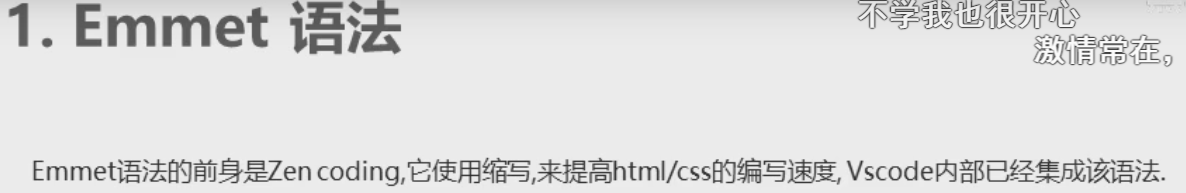 1. Emmet 语法
不学我也很开心
激情常在，
Emmet语法的前身是Zen coding,它使用缩写,来提高html/css的编写速度, Vscode内部已经集成该语法.